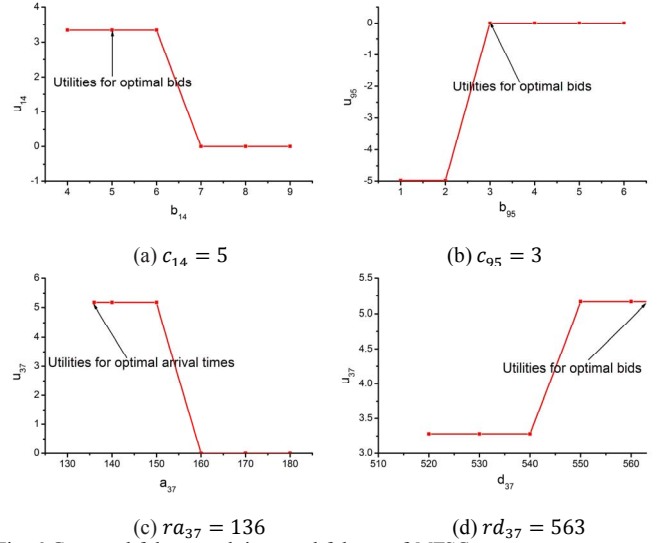 4
3
2
1
0
-1
u14
Utilities for optimal bids
4 5 6 7 8 9
b14
(a) c14 = 5
0
-1
-2
-3
-4
-5
u95
Utilities for optimal bids
1 2 3 4 5 6
b95
(b) c95 = 3
6
5
4
3
2
1
0
u37
Utilities for optimal arrival times
130 140 150 160 170 180
a37
(c) ra37 = 136
5.5
5.0
4.5
4.0
3.5
3.0
u37
Utilities for optimal bids
510 520 530 540 550 560
d37
(d) rd37 = 563